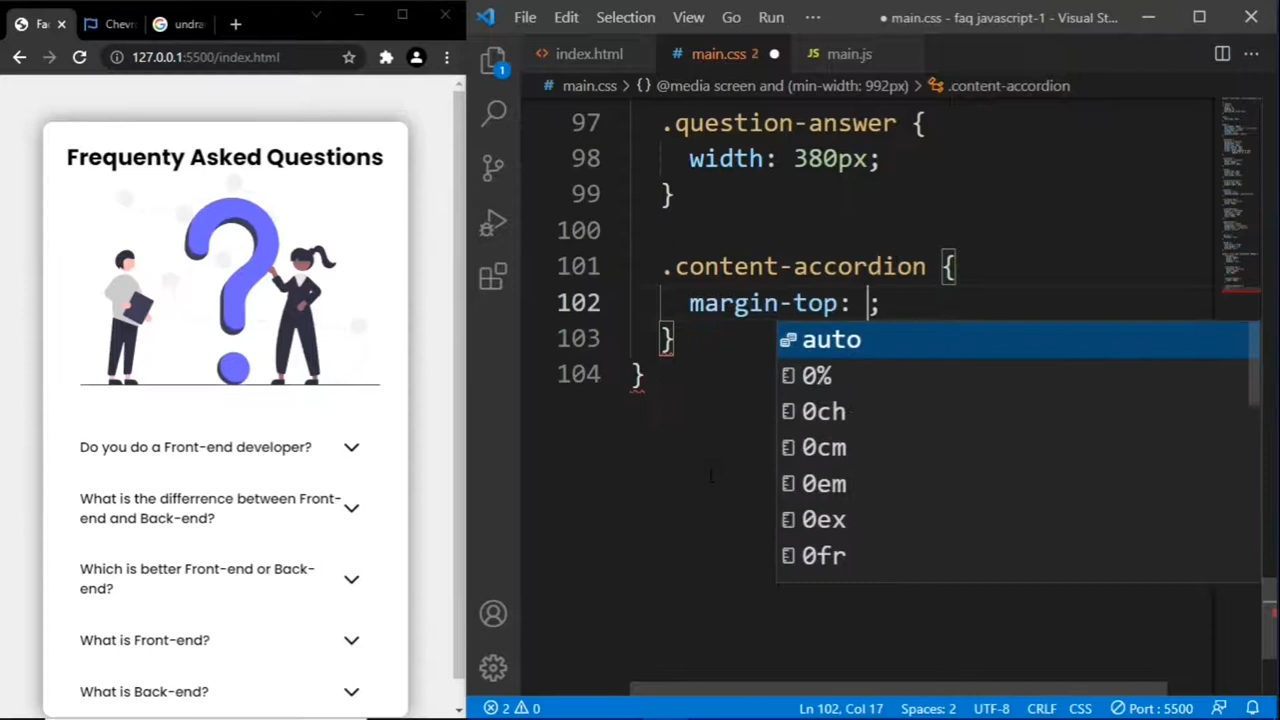 Fa
Chevr
undra
127.0.0.1:5500/index.html
Frequenty Asked Questions
Do you do a Front-end developer?
What is the differrence between Front-
end and Back-end?
Which is better Front-end or Back-
end?
What is Front-end?
What is Back-end?
File Edit Selection View Go Run ··· ● main.css - faq javascript-1 - Visual St...
index.html # main.css 2 ● JS main.js
# main.css > {} @media screen and (min-width: 992px) > .content-accordion
1
97 .question-answer {
98 width: 380px;
99 }
100
101 .content-accordion {
102 margin-top: ;
103 }
104 }
auto
0%
0ch
0cm
0em
0ex
0fr
2 0 Ln 102, Col 17 Spaces: 2 UTF-8 CRLF CSS Port : 5500